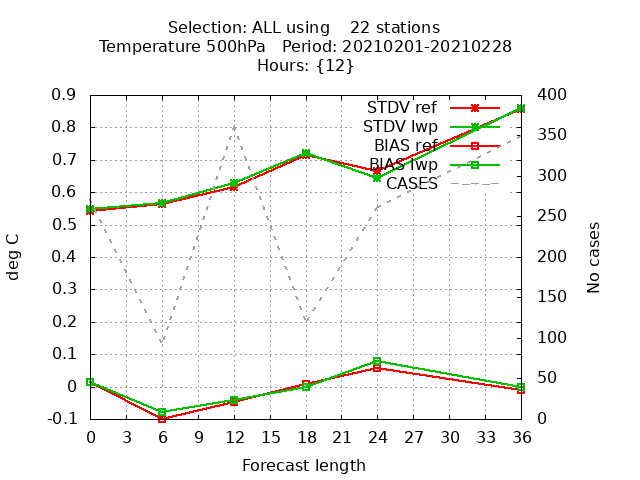 Selection: ALL using    22 stations
Temperature 500hPa   Period: 20210201-20210228
Hours: {12}
0.9
0.8
0.7
0.6
0.5
0.4
0.3
0.2
0.1
0
-0.1
deg C
STDV ref
STDV lwp
BIAS ref
BIAS lwp
CASES
400
350
300
250
200
150
100
50
0
No cases
0 3 6 9 12 15 18 21 24 27 30 33 36
Forecast length